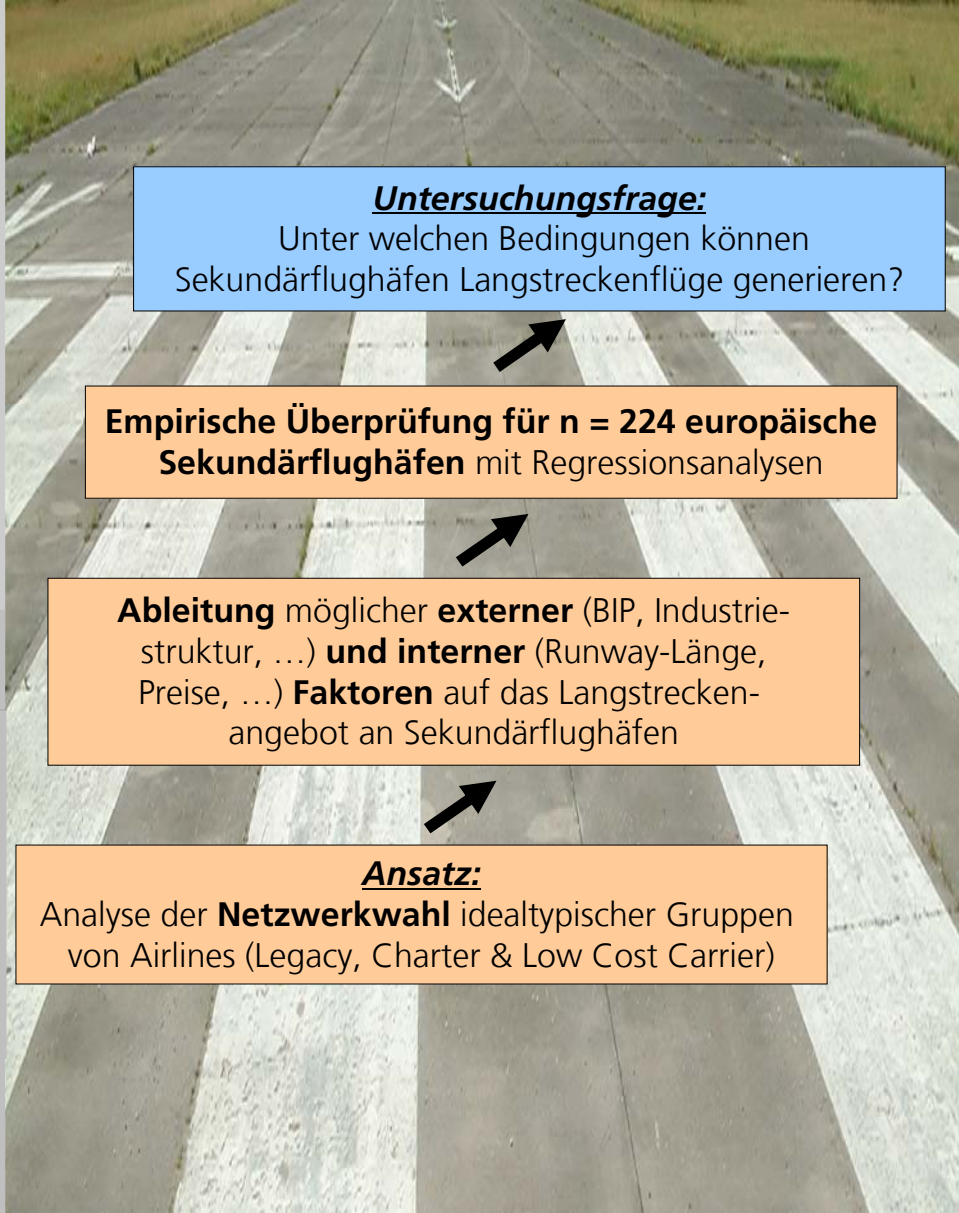 Untersuchungsfrage:
Unter welchen Bedingungen können
Sekundärflughäfen Langstreckenflüge generieren?
Empirische Überprüfung für n = 224 europäische
Sekundärflughäfen mit Regressionsanalysen
Ableitung möglicher externer (BIP, Industrie-
struktur, …) und interner (Runway-Länge,
Preise, …) Faktoren auf das Langstrecken-
angebot an Sekundärflughäfen
Ansatz:
Analyse der Netzwerkwahl idealtypischer Gruppen
von Airlines (Legacy, Charter & Low Cost Carrier)